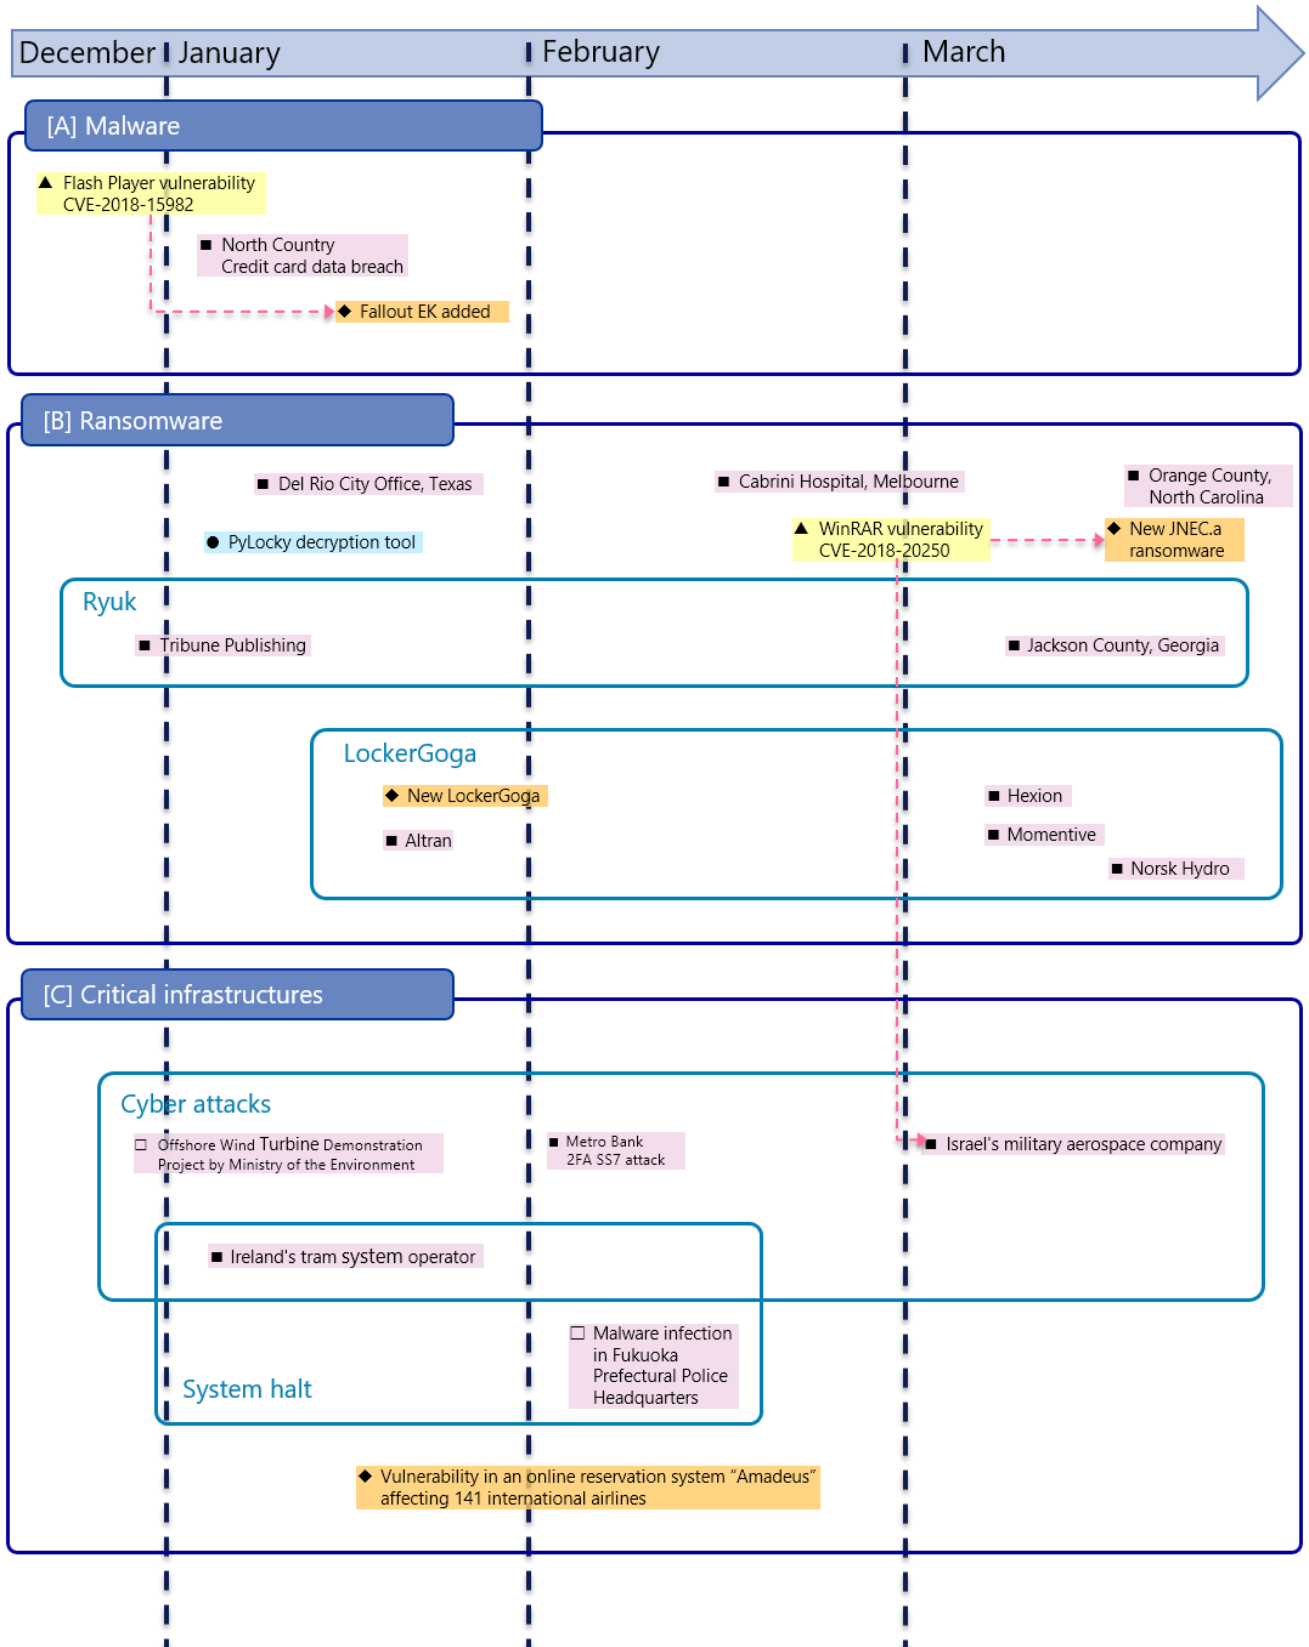 December
January
February
March
[A] Malware
▲ Flash Player vulnerability
CVE-2018-15982
■ North Country
Credit card data breach
◆ Fallout EK added
[B] Ransomware
■ Del Rio City Office, Texas
■ Cabrini Hospital, Melbourne
■ Orange County,
North Carolina
● PyLocky decryption tool
▲ WinRAR vulnerability
CVE-2018-20250
◆ New JNEC.a
ransomware
Ryuk
■ Tribune Publishing
■ Jackson County, Georgia
LockerGoga
◆ New LockerGoga
■ Altran
■ Hexion
■ Momentive
■ Norsk Hydro
[C] Critical infrastructures
Cyber attacks
□ Offshore Wind Turbine Demonstration
Project by Ministry of the Environment
■ Metro Bank
2FA SS7 attack
■ Israel's military aerospace company
■ Ireland's tram system operator
□ Malware infection
in Fukuoka
Prefectural Police
Headquarters
System halt
◆ Vulnerability in an online reservation system “Amadeus”
affecting 141 international airlines